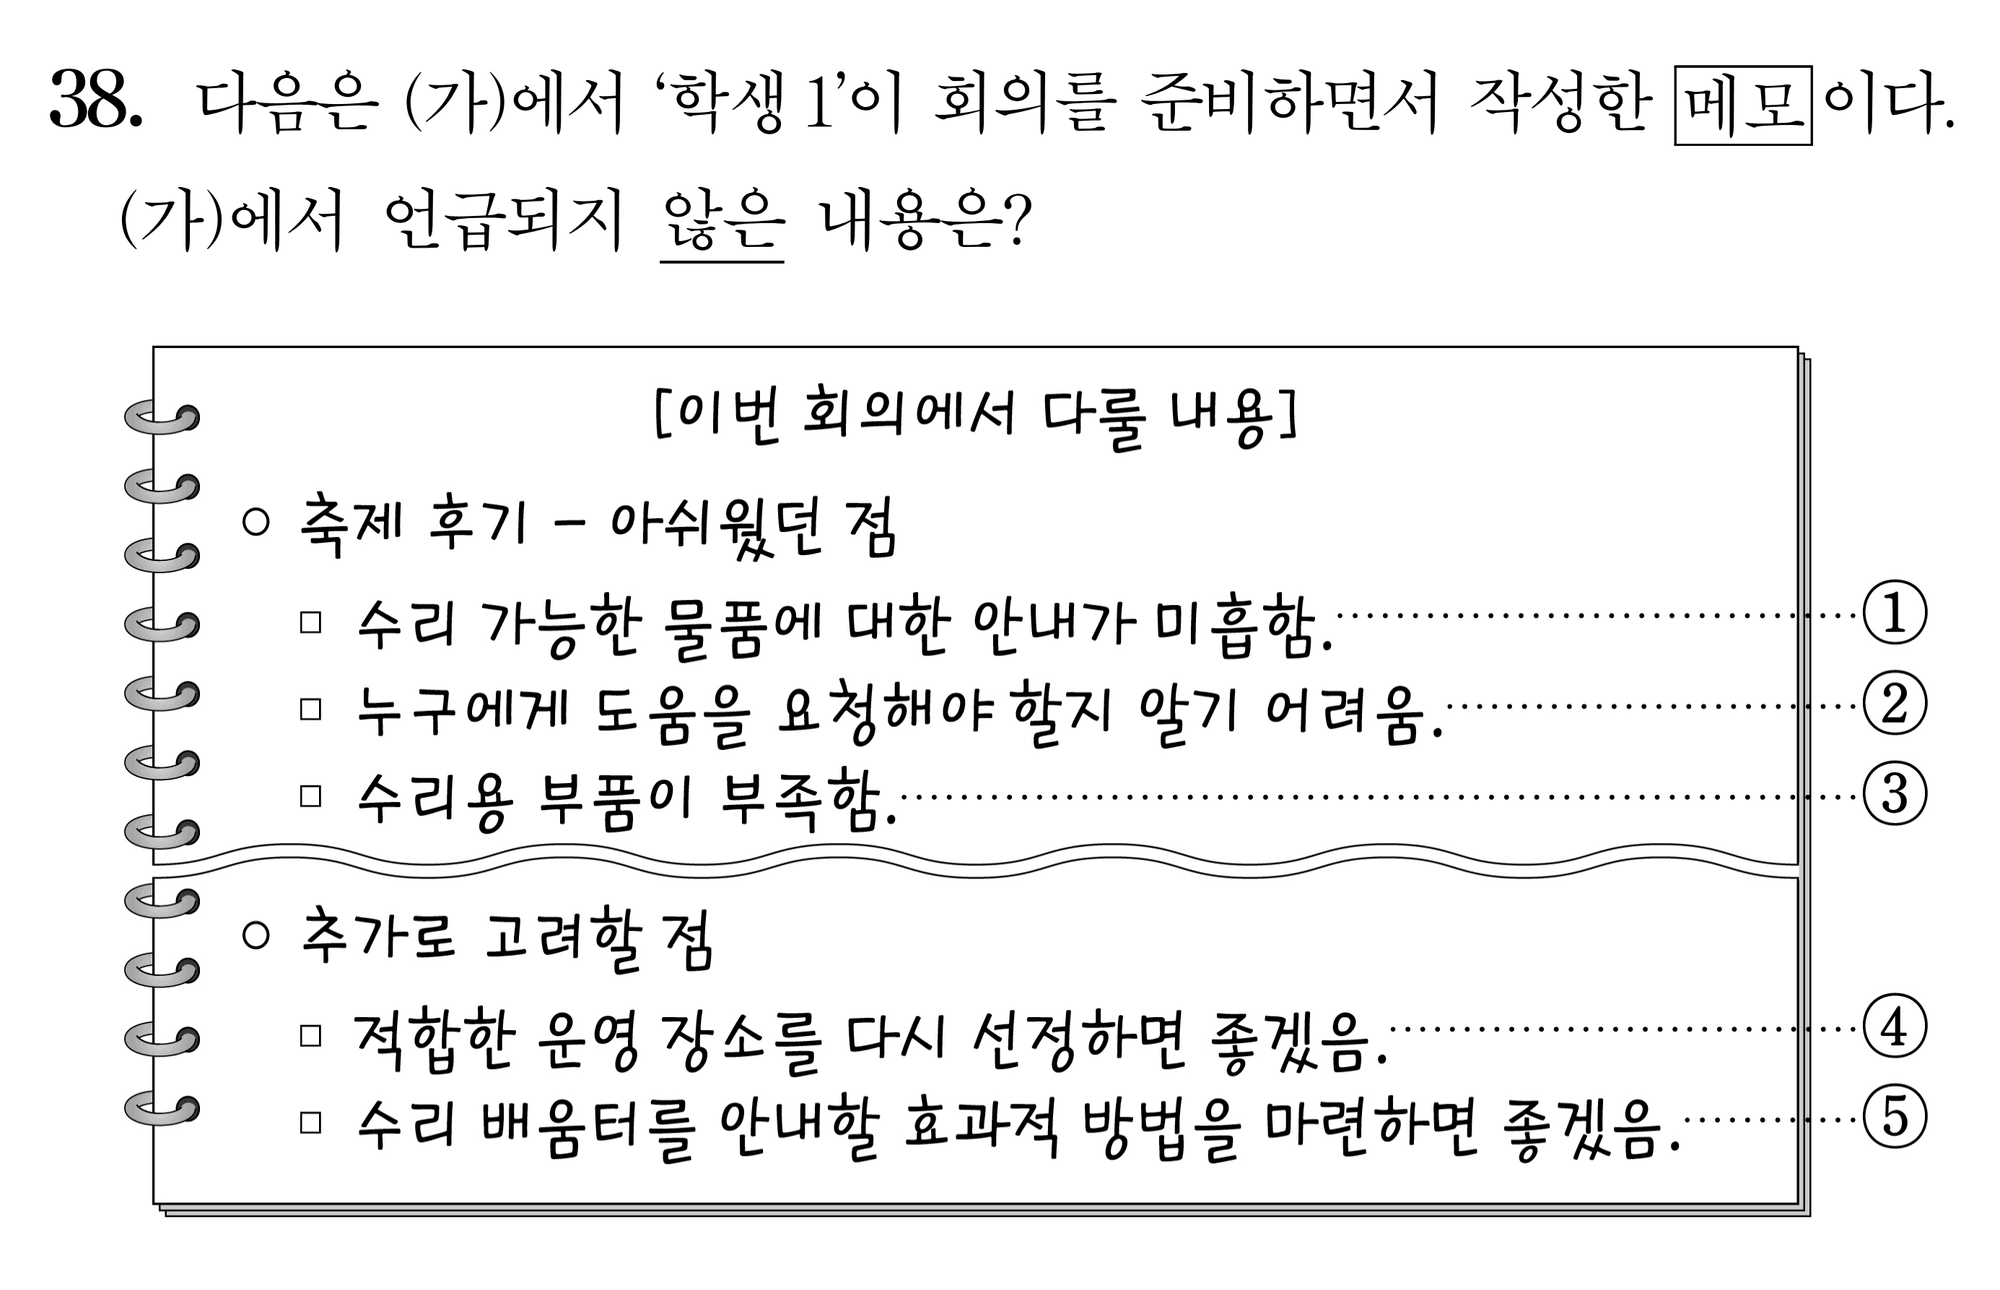 38. 다음은 (가)에서 ‘학생 1’이 회의를 준비하면서 작성한 메모이다.
(가)에서 언급되지 않은 내용은?
[이번 회의에서 다룰 내용]
○ 축제 후기 - 아쉬웠던 점
□ 수리 가능한 물품에 대한 안내가 미흡함. ①
□ 누구에게 도움을 요청해야 할지 알기 어려움. ②
□ 수리용 부품이 부족함. ③
○ 추가로 고려할 점
□ 적합한 운영 장소를 다시 선정하면 좋겠음. ④
□ 수리 배움터를 안내할 효과적 방법을 마련하면 좋겠음. ⑤